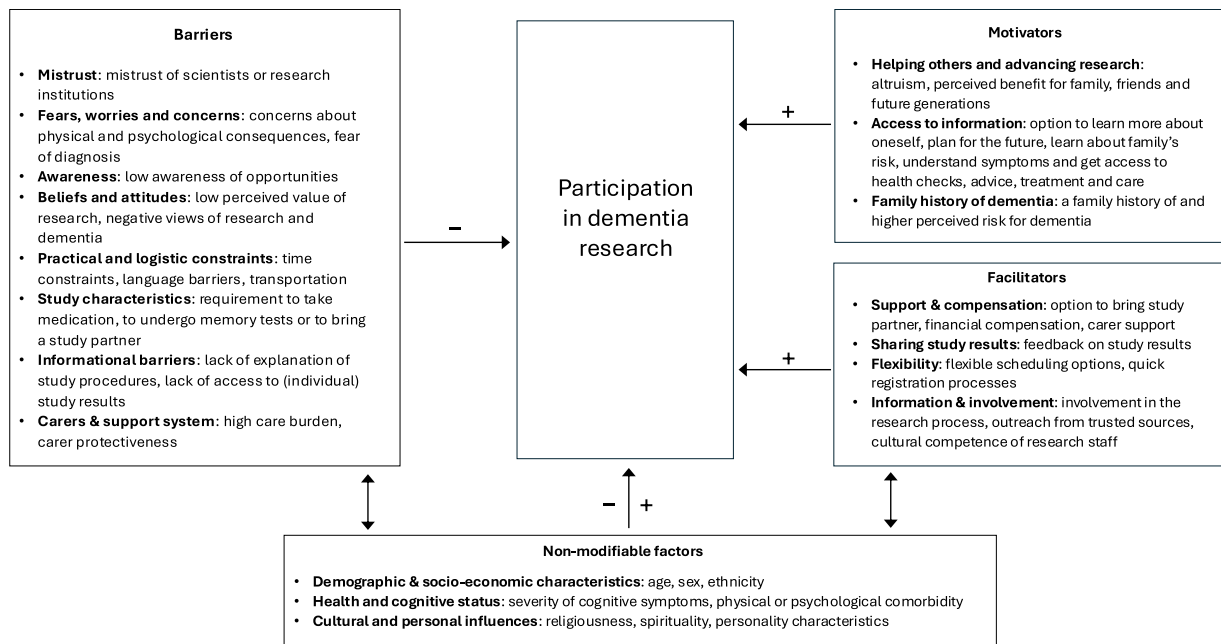 Barriers
• Mistrust: mistrust of scientists or research
institutions
• Fears, worries and concerns: concerns about
physical and psychological consequences, fear
of diagnosis
• Awareness: low awareness of opportunities
• Beliefs and attitudes: low perceived value of
research, negative views of research and
dementia
• Practical and logistic constraints: time
constraints, language barriers, transportation
• Study characteristics: requirement to take
medication, to undergo memory tests or to bring
a study partner
• Informational barriers: lack of explanation of
study procedures, lack of access to (individual)
study results
• Carers & support system: high care burden,
carer protectiveness
−
Participation
in dementia
research
+
Motivators
• Helping others and advancing research:
altruism, perceived benefit for family, friends and
future generations
• Access to information: option to learn more about
oneself, plan for the future, learn about family’s
risk, understand symptoms and get access to
health checks, advice, treatment and care
• Family history of dementia: a family history of and
higher perceived risk for dementia
+
Facilitators
• Support & compensation: option to bring study
partner, financial compensation, carer support
• Sharing study results: feedback on study results
• Flexibility: flexible scheduling options, quick
registration processes
• Information & involvement: involvement in the
research process, outreach from trusted sources,
cultural competence of research staff
− +
Non-modifiable factors
• Demographic & socio-economic characteristics: age, sex, ethnicity
• Health and cognitive status: severity of cognitive symptoms, physical or psychological comorbidity
• Cultural and personal influences: religiousness, spirituality, personality characteristics